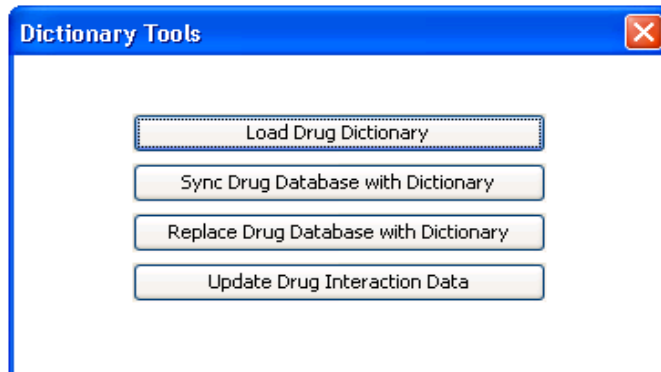 Dictionary Tools
Load Drug Dictionary
Sync Drug Database with Dictionary
Replace Drug Database with Dictionary
Update Drug Interaction Data